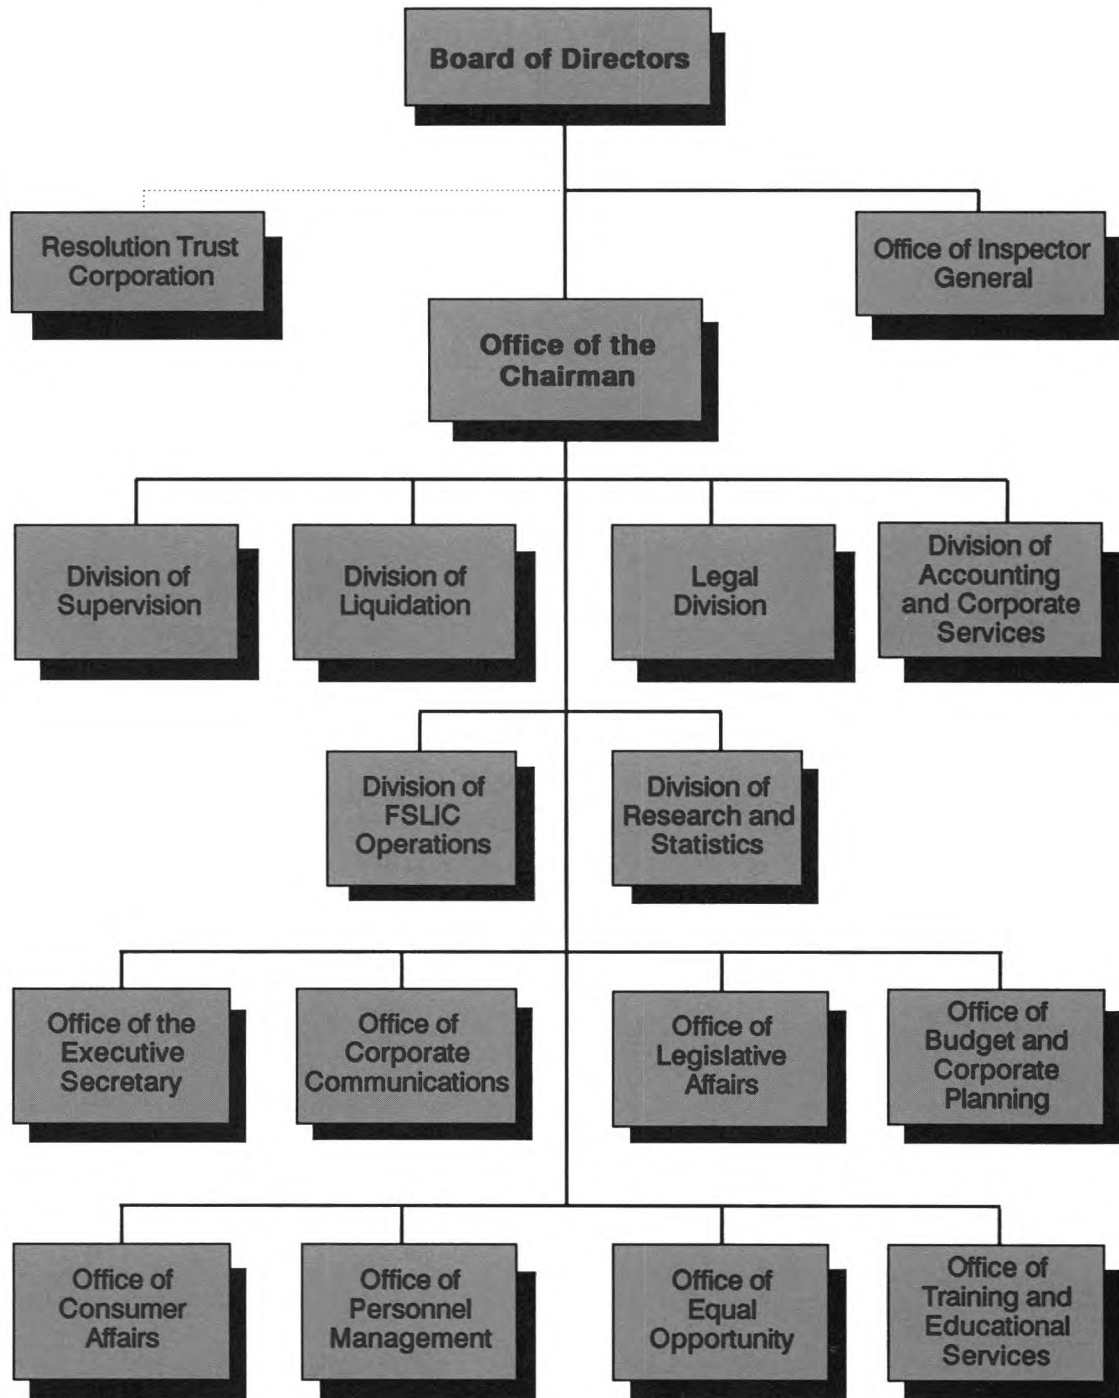 Board of Directors
Resolution Trust
Corporation
Office of Inspector
General
Office of the
Chairman
Division of
Supervision
Division of
Liquidation
Legal
Division
Division of
Accounting
and Corporate
Services
Division of
FSLIC
Operations
Division of
Research and
Statistics
Office of the
Executive
Secretary
Office of
Corporate
Communications
Office of
Legislative
Affairs
Office of
Budget and
Corporate
Planning
Office of
Consumer
Affairs
Office of
Personnel
Management
Office of
Equal
Opportunity
Office of
Training and
Educational
Services